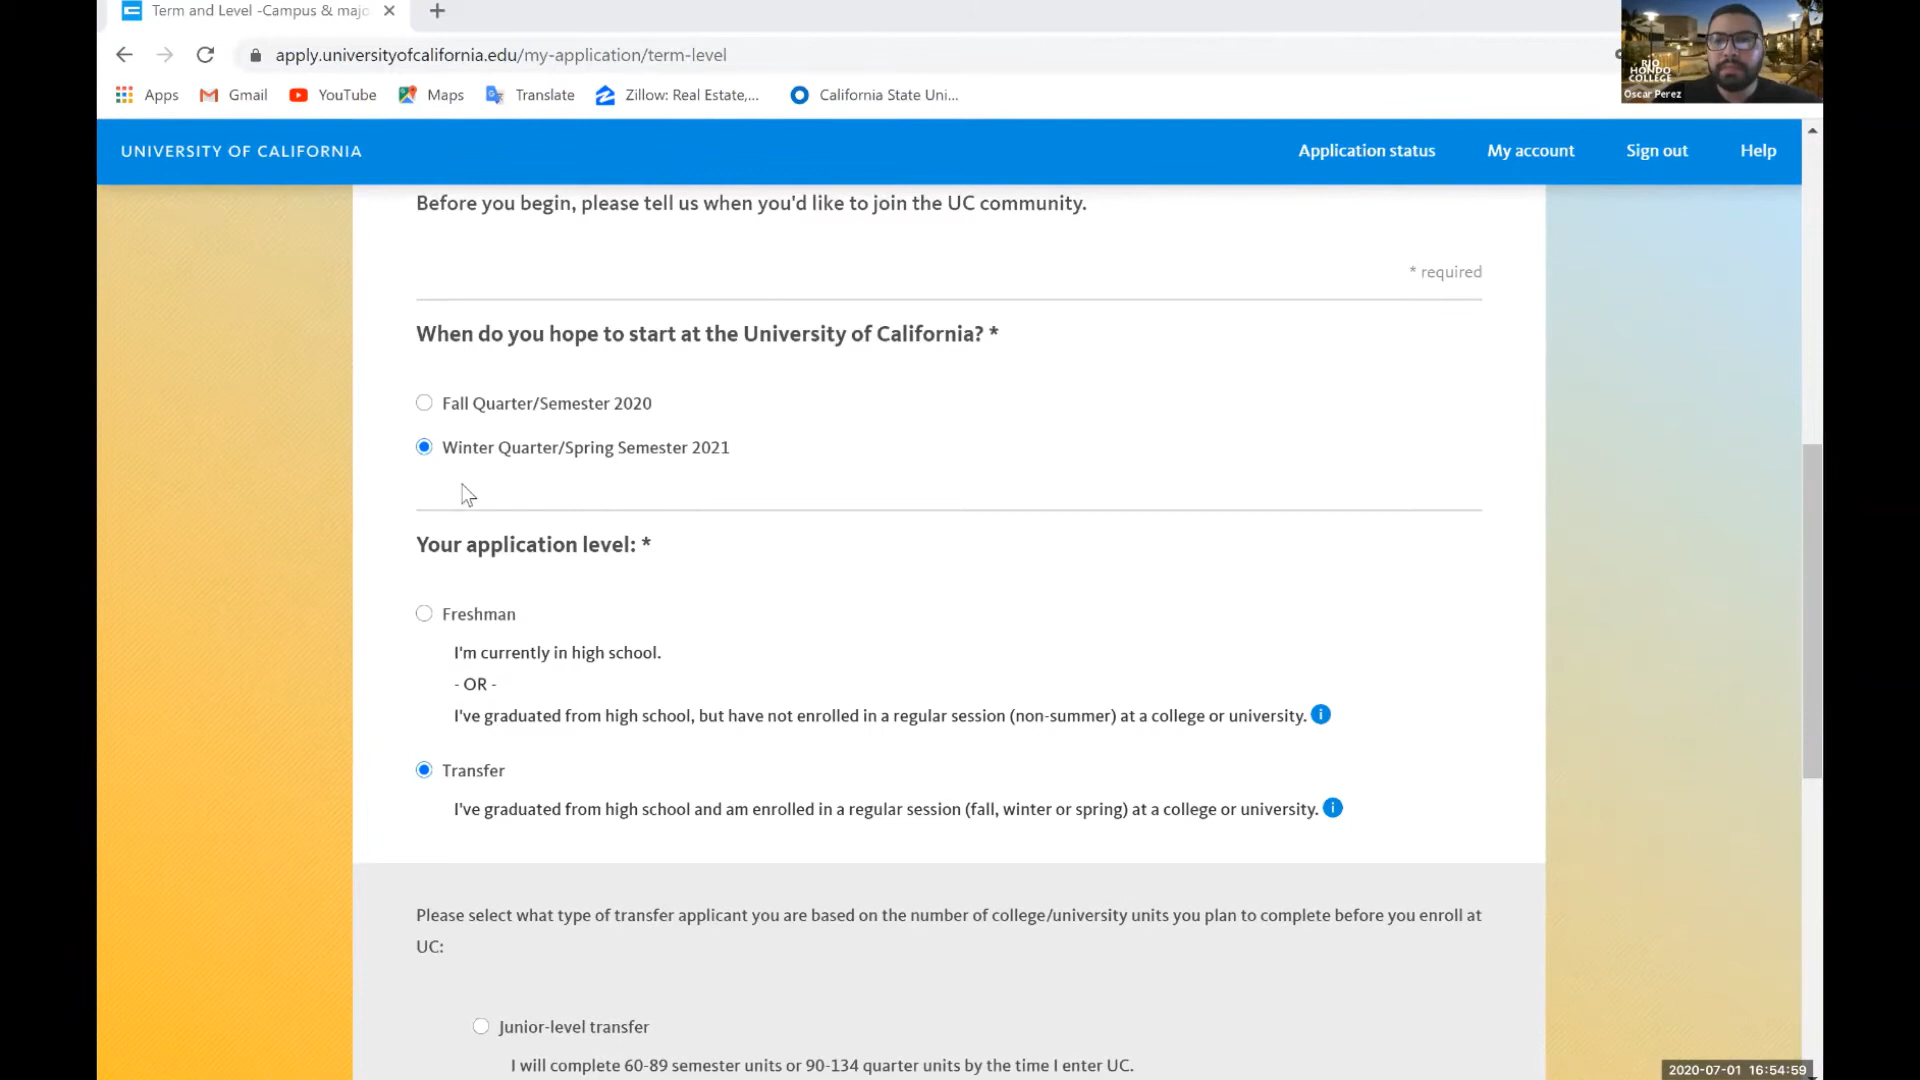 Term and Level -Campus & majo
apply.universityofcalifornia.edu/my-application/term-level
Apps Gmail YouTube Maps Translate Zillow: Real Estate,... California State Uni...
RIO
HONDO
COLLEGE
Oscar Perez
UNIVERSITY OF CALIFORNIA Application status My account Sign out Help
Before you begin, please tell us when you'd like to join the UC community.
* required
When do you hope to start at the University of California? *
Fall Quarter/Semester 2020
Winter Quarter/Spring Semester 2021
Your application level: *
Freshman
I'm currently in high school.
- OR -
I've graduated from high school, but have not enrolled in a regular session (non-summer) at a college or university. i
Transfer
I've graduated from high school and am enrolled in a regular session (fall, winter or spring) at a college or university. i
Please select what type of transfer applicant you are based on the number of college/university units you plan to complete before you enroll at
UC:
Junior-level transfer
I will complete 60-89 semester units or 90-134 quarter units by the time I enter UC.
2020-07-01 16:54:59